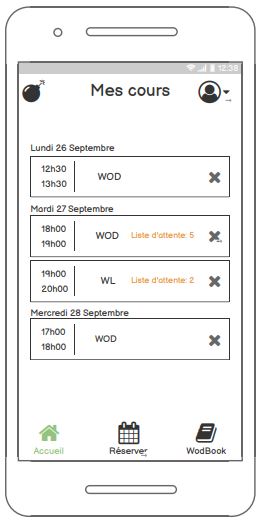 12:38
Mes cours
Lundi 26 Septembre
12h30
13h30
WOD
Mardi 27 Septembre
18h00
19h00
WOD
Liste d'attente: 5
19h00
20h00
WL
Liste d'attente: 2
Mercredi 28 Septembre
17h00
18h00
WOD
Accueil
Réserver
WodBook